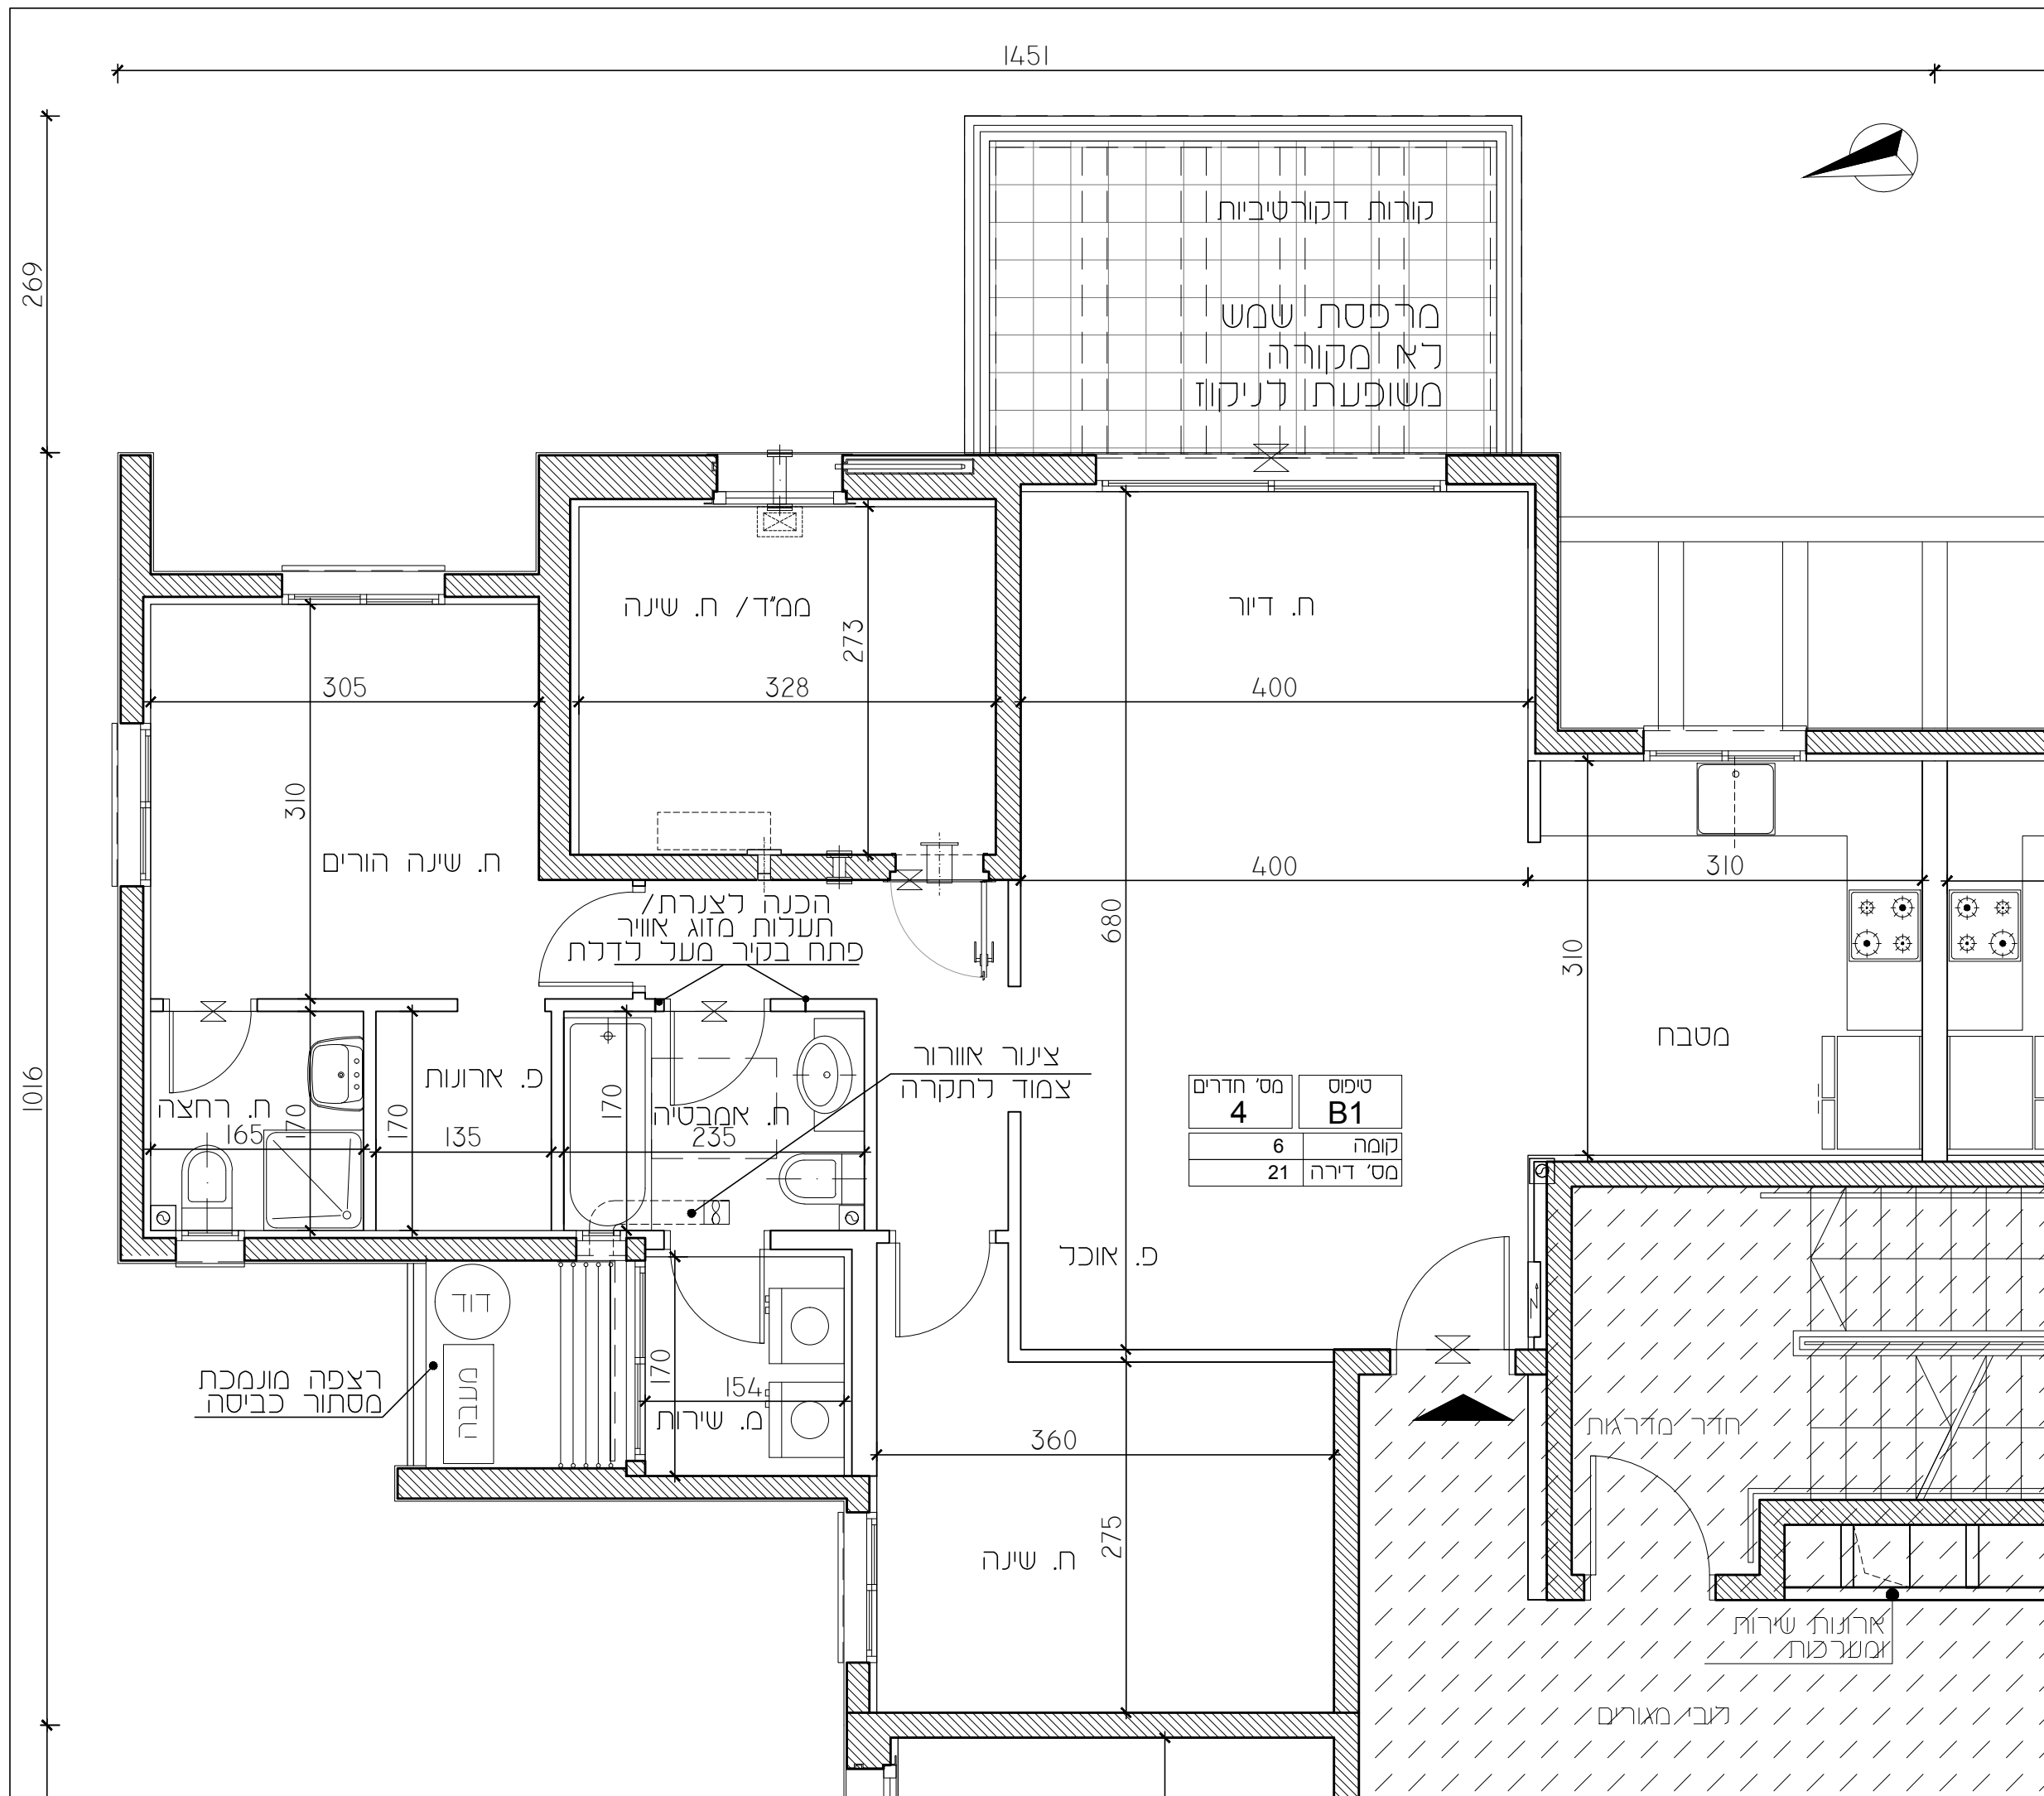 1451
269
קורות דקורטיביות
מרפסת שמש
לא מקורה
משופעת לניקוז
ממ"ד/ ח. שינה
ח. דיור
273
305
328
400
310
ח. שינה הורים
400
310
680
310
הכנה לצנרת/
תעלות מזוג אוויר
פתח בקיר מעל לדלת
מטבח
צינור אוורור
צמוד לתקרה
פ. ארונות
ח. רחצה
165
170
170
135
170
ח. אמבטיה
235
1016
טיפוס
B1
מס' חדרים
4
קומה 6
מס' דירה 21
פ. אוכל
דוד
מעבה
רצפה מונמכת
מסתור כביסה
170
154
מ. שירות
360
275
ח. שינה
חדר מדרגות
ארונות שירות
ומערכות
לובי מגורים